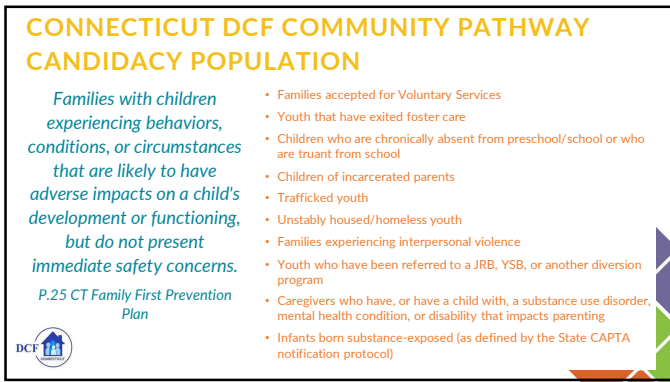 CONNECTICUT DCF COMMUNITY PATHWAY
CANDIDACY POPULATION
Families with children
experiencing behaviors,
conditions, or circumstances
that are likely to have
adverse impacts on a child's
development or functioning,
but do not present
immediate safety concerns.
P.25 CT Family First Prevention
Plan
• Families accepted for Voluntary Services
• Youth that have exited foster care
• Children who are chronically absent from preschool/school or who
are truant from school
• Children of incarcerated parents
• Trafficked youth
• Unstably housed/homeless youth
• Families experiencing interpersonal violence
• Youth who have been referred to a JRB, YSB, or another diversion
program
• Caregivers who have, or have a child with, a substance use disorder,
mental health condition, or disability that impacts parenting
• Infants born substance-exposed (as defined by the State CAPTA
notification protocol)
DCF
CONNECTICUT